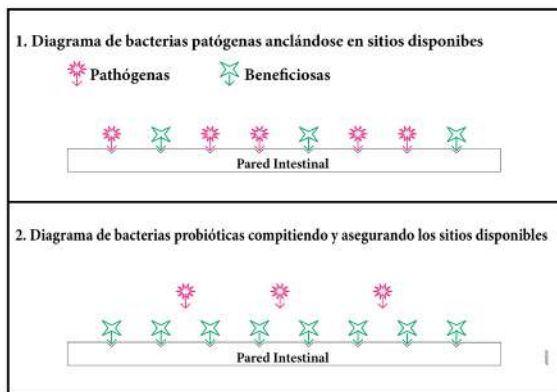 1. Diagrama de bacterias patógenas anclándose en sitios disponibes
Pathógenas Beneficiosas
Pared Intestinal
2. Diagrama de bacterias probióticas compitiendo y asegurando los sitios disponibles
Pared Intestinal